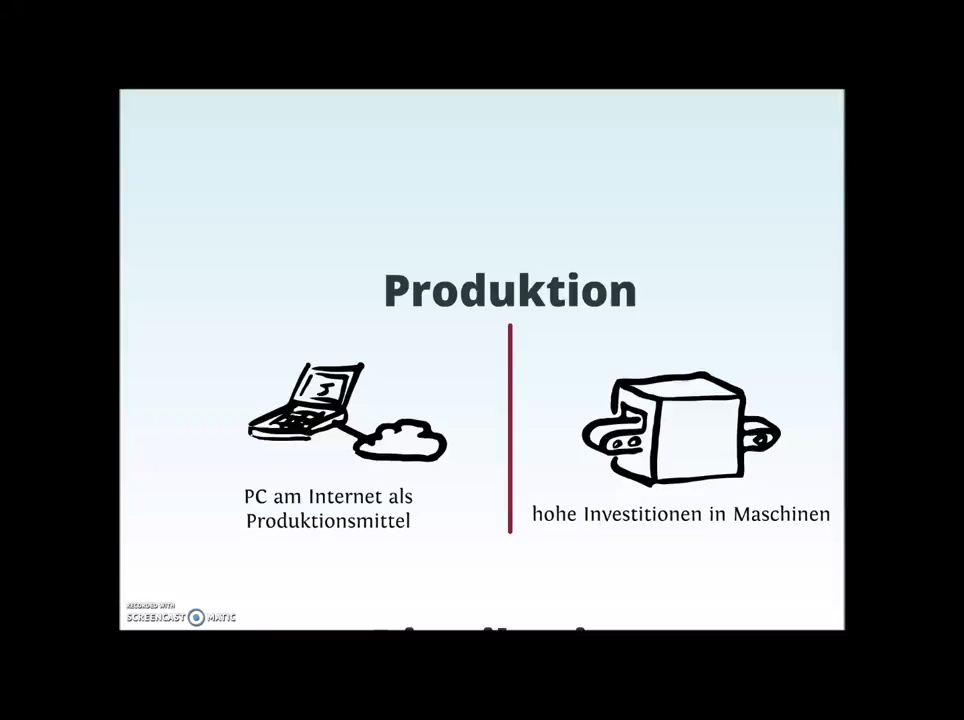 Produktion
PC am Internet als
Produktionsmittel
hohe Investitionen in Maschinen
RECORDED WITH
SCREENCAST MATIC